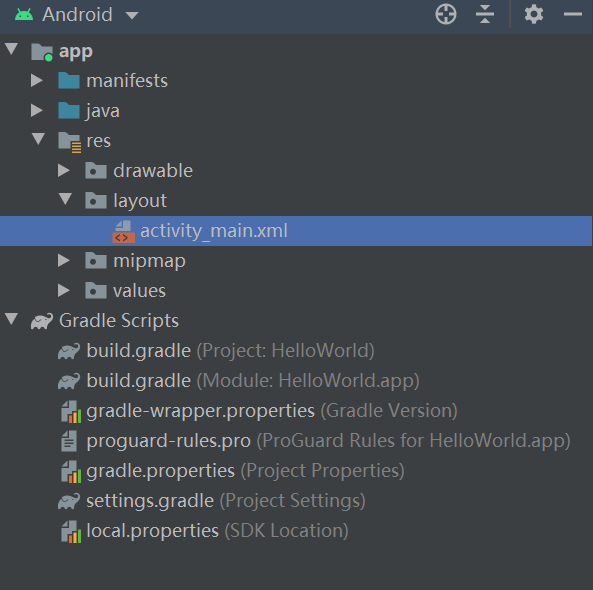 Android
app
manifests
java
res
drawable
layout
activity_main.xml
mipmap
values
Gradle Scripts
build.gradle (Project: HelloWorld)
build.gradle (Module: HelloWorld.app)
gradle-wrapper.properties (Gradle Version)
proguard-rules.pro (ProGuard Rules for HelloWorld.app)
gradle.properties (Project Properties)
settings.gradle (Project Settings)
local.properties (SDK Location)